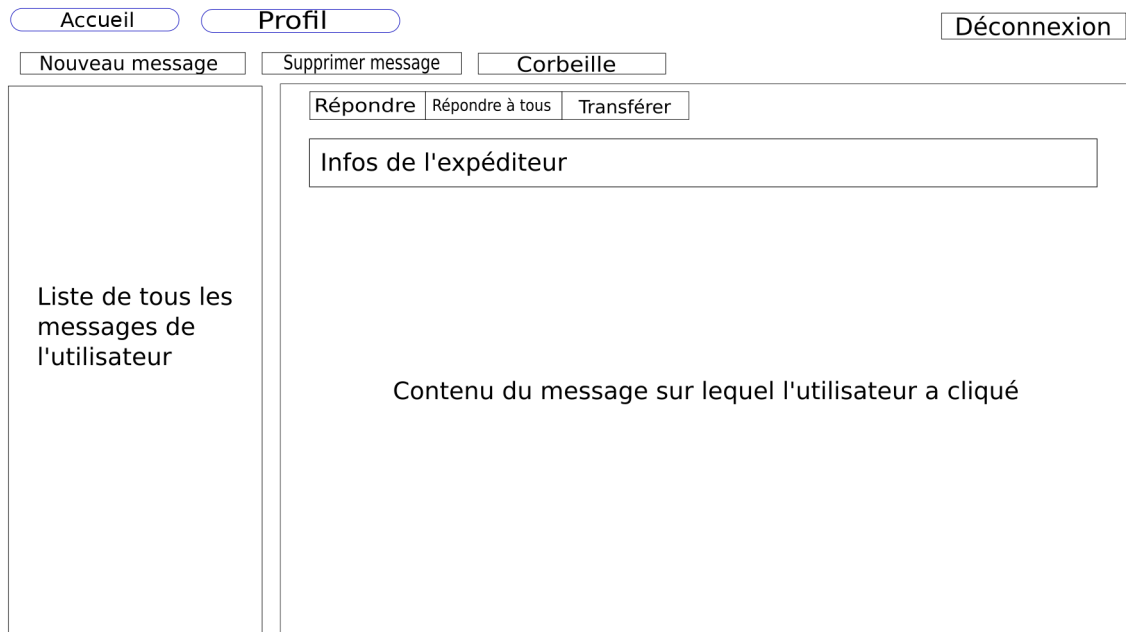 Accueil
Profil
Déconnexion
Nouveau message
Supprimer message
Corbeille
Répondre
Répondre à tous
Transférer
Infos de l'expéditeur
Liste de tous les
messages de
l'utilisateur
Contenu du message sur lequel l'utilisateur a cliqué